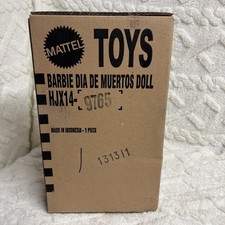 MATTEL
TOYS
BARBIE DIA DE MUERTOS DOLL
HJX14-9765
MADE IN INDONESIA - 1 PIECE
131311